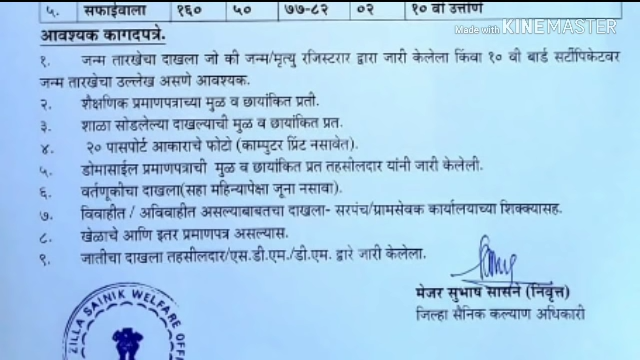 ५. सफाईवाला १६० ५० ७७-८२ ०२ १० वी उत्तीर्ण
Made with KINEMASTER
आवश्यक कागदपत्रे.
१. जन्म तारखेचा दाखला जो की जन्म/मृत्यु रजिस्टरार द्वारा जारी केलेला किंवा १० वी बार्ड सर्टीपिकेटवर
जन्म तारखेचा उल्लेख असणे आवश्यक.
२. शैक्षणिक प्रमाणपत्राच्या मुळ व छायांकित प्रती.
३. शाळा सोडलेल्या दाखल्याची मुळ व छायांकित प्रत.
४. २० पासपोर्ट आकाराचे फोटो (काम्पुटर प्रिंट नसावेत).
५. डोमासाईल प्रमाणपत्राची मुळ व छायांकित प्रत तहसोलदार यांनी जारी केलेली.
६. वर्तणूकीचा दाखला(सहा महिन्यापेक्षा जूना नसावा).
७. विवाहीत / अविवाहीत असल्याबाबतचा दाखला- सरपंच/ग्रामसेवक कार्यालयाच्या शिक्क्यासह.
८. खेळाचे आणि इतर प्रमाणपत्र असल्यास.
९. जातीचा दाखला तहसीलदार/एस.डी.एम./डी.एम. द्वारे जारी केलेला.
मेजर सुभाष सासने (निवृत्त)
जिल्हा सैनिक कल्याण अधिकारी
ZILLA SAINIK WELFARE OFFI